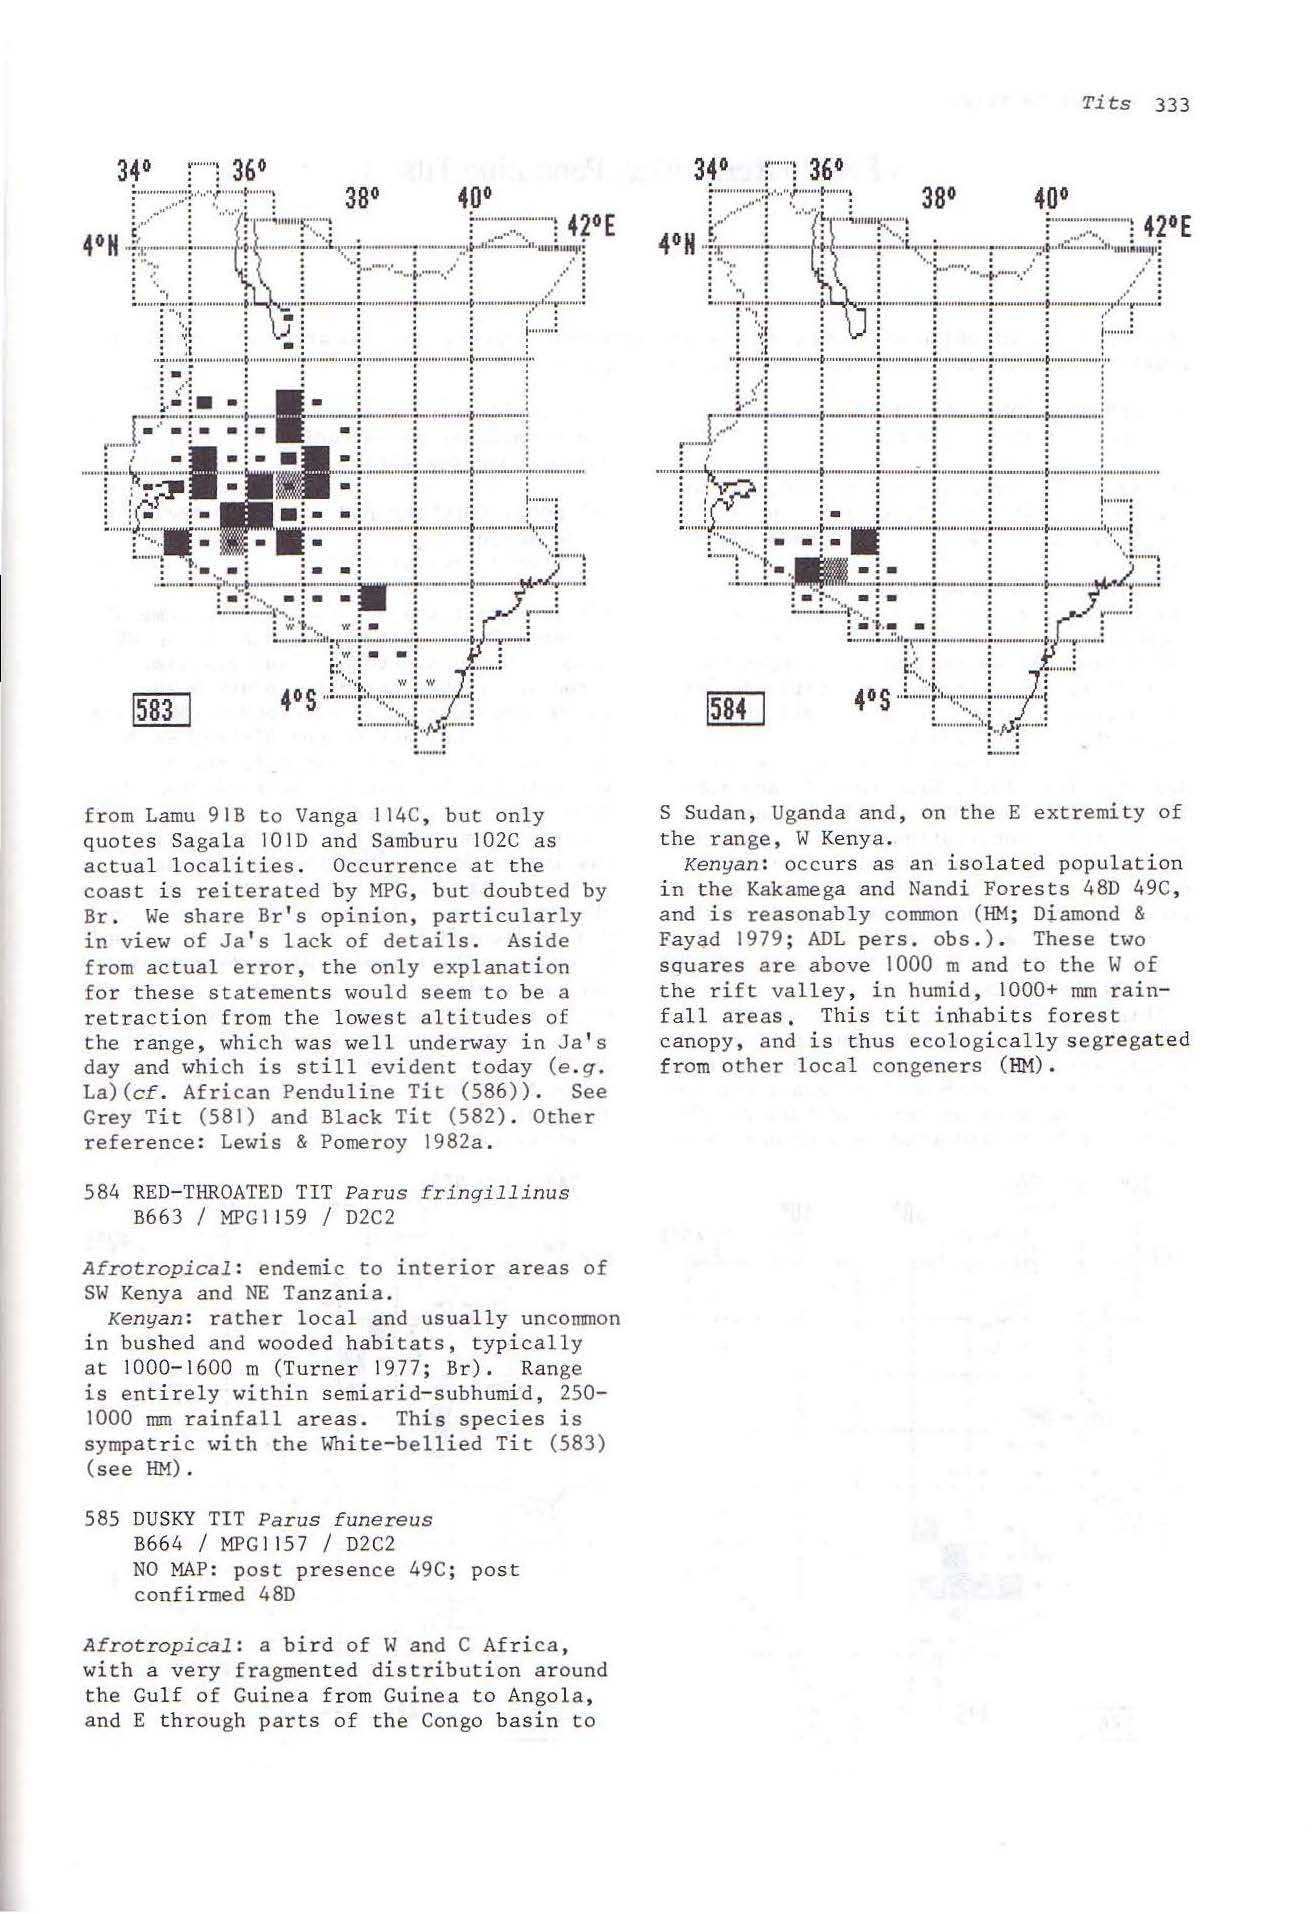 Tits 333
34° 36°
38° 40°
42°E
4°N
583
4°S
34° 36°
38° 40°
42°E
4°N
584
4°S
from Lamu 91B to Vanga 114C, but only
quotes Sagala 101D and Samburu 102C as
actual localities. Occurrence at the
coast is reiterated by MPG, but doubted by
Br. We share Br's opinion, particularly
in view of Ja's lack of details. Aside
from actual error, the only explanation
for these statements would seem to be a
retraction from the lowest altitudes of
the range, which was well underway in Ja's
day and which is still evident today (e.g.
La)(cf. African Penduline Tit (586)). See
Grey Tit (581) and Black Tit (582). Other
reference: Lewis & Pomeroy 1982a.
584 RED-THROATED TIT Parus fringillinus
B663 / MPG1159 / D2C2
Afrotropical: endemic to interior areas of
SW Kenya and NE Tanzania.
Kenyan: rather local and usually uncommon
in bushed and wooded habitats, typically
at 1000-1600 m (Turner 1977; Br). Range
is entirely within semiarid-subhumid, 250-
1000 mm rainfall areas. This species is
sympatric with the White-bellied Tit (583)
(see HM).
585 DUSKY TIT Parus funereus
B664 / MPG1157 / D2C2
NO MAP: post presence 49C; post
confirmed 48D
Afrotropical: a bird of W and C Africa,
with a very fragmented distribution around
the Gulf of Guinea from Guinea to Angola,
and E through parts of the Congo basin to
S Sudan, Uganda and, on the E extremity of
the range, W Kenya.
Kenyan: occurs as an isolated population
in the Kakamega and Nandi Forests 48D 49C,
and is reasonably common (HM; Diamond &
Fayad 1979; ADL pers. obs.). These two
squares are above 1000 m and to the W of
the rift valley, in humid, 1000+ mm rain-
fall areas. This tit inhabits forest
canopy, and is thus ecologically segregated
from other local congeners (HM).